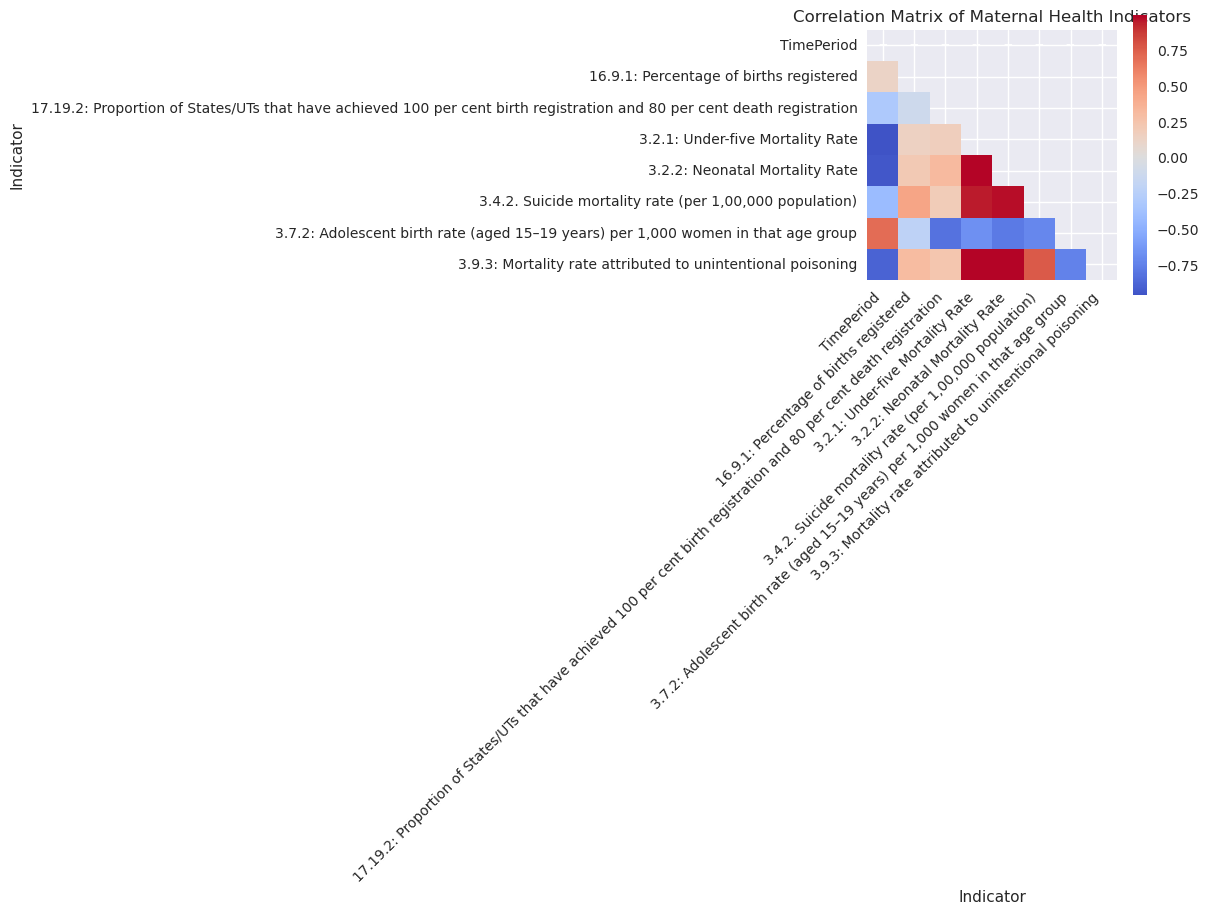 Correlation Matrix of Maternal Health Indicators
Indicator
TimePeriod
16.9.1: Percentage of births registered
17.19.2: Proportion of States/UTs that have achieved 100 per cent birth registration and 80 per cent death registration
3.2.1: Under-five Mortality Rate
3.2.2: Neonatal Mortality Rate
3.4.2. Suicide mortality rate (per 1,00,000 population)
3.7.2: Adolescent birth rate (aged 15–19 years) per 1,000 women in that age group
3.9.3: Mortality rate attributed to unintentional poisoning
0.75
0.50
0.25
0.00
−0.25
−0.50
−0.75
TimePeriod
16.9.1: Percentage of births registered
17.19.2: Proportion of States/UTs that have achieved 100 per cent birth registration and 80 per cent death registration
3.2.1: Under-five Mortality Rate
3.2.2: Neonatal Mortality Rate
3.4.2. Suicide mortality rate (per 1,00,000 population)
3.7.2: Adolescent birth rate (aged 15–19 years) per 1,000 women in that age group
3.9.3: Mortality rate attributed to unintentional poisoning
Indicator